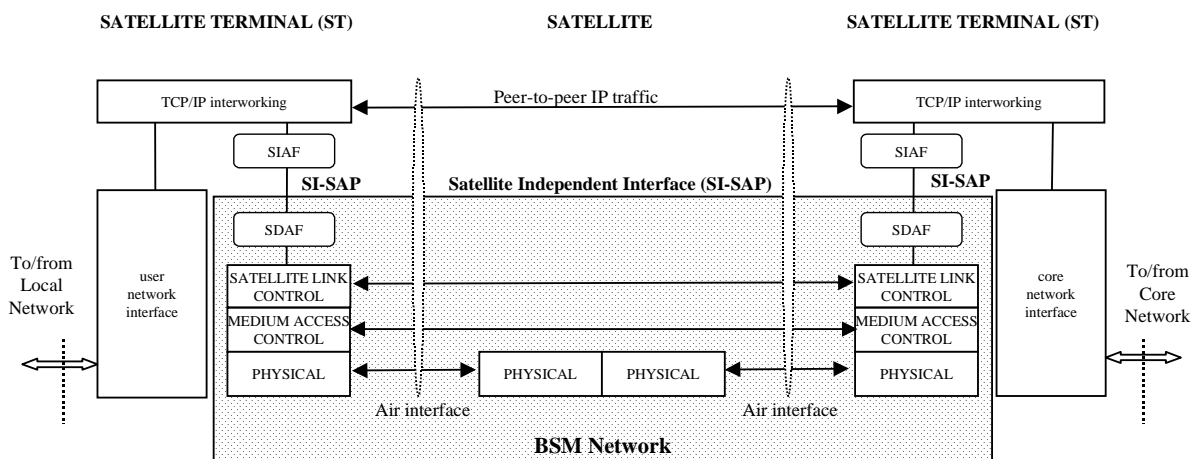 SATELLITE TERMINAL (ST)
SATELLITE
SATELLITE TERMINAL (ST)
TCP/IP interworking
Peer-to-peer IP traffic
TCP/IP interworking
SIAF
SIAF
SI-SAP
Satellite Independent Interface (SI-SAP)
SI-SAP
SDAF
SDAF
To/from
Local
Network
user
network
interface
SATELLITE LINK
CONTROL
MEDIUM ACCESS
CONTROL
PHYSICAL
PHYSICAL
PHYSICAL
SATELLITE LINK
CONTROL
MEDIUM ACCESS
CONTROL
PHYSICAL
core
network
interface
To/from
Core
Network
Air interface
Air interface
BSM Network